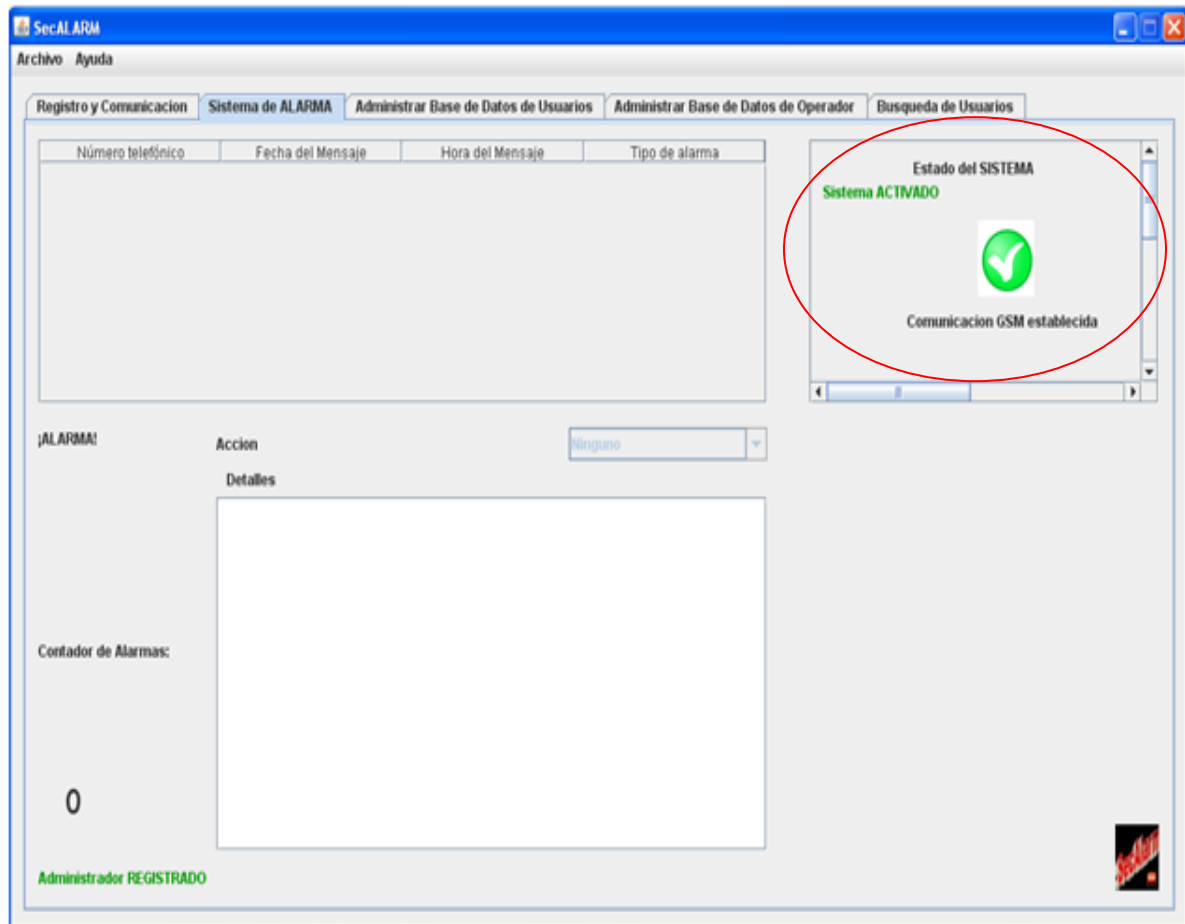 SecALARM
Archivo Ayuda
Registro y Comunicacion Sistema de ALARMA Administrar Base de Datos de Usuarios Administrar Base de Datos de Operador Busqueda de Usuarios
Número telefónico Fecha del Mensaje Hora del Mensaje Tipo de alarma
Estado del SISTEMA
Sistema ACTIVADO
Comunicacion GSM establecida
¡ALARMA!
Accion
Ninguno
Detalles
Contador de Alarmas:
0
Administrador REGISTRADO
SecAlarm